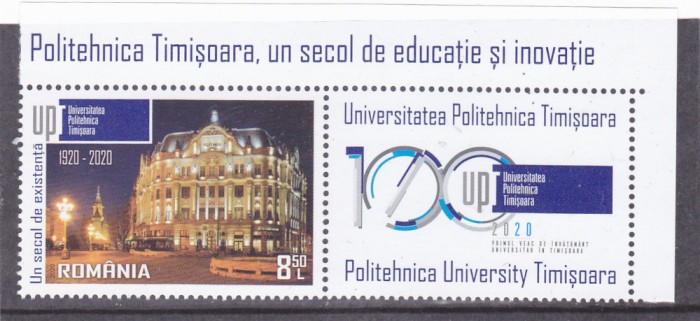 Politehnica Timișoara, un secol de educație și inovație
upt
Universitatea
Politehnica
Timișoara
1920 - 2020
Un secol de existență
2020
ROMÂNIA
8 50 L
Universitatea Politehnica Timișoara
100
upt
Universitatea
Politehnica
Timișoara
2020
PRIMUL VEAC DE ÎNVĂȚĂMÂNT
UNIVERSITAR ÎN TIMIȘOARA
Politehnica University Timișoara